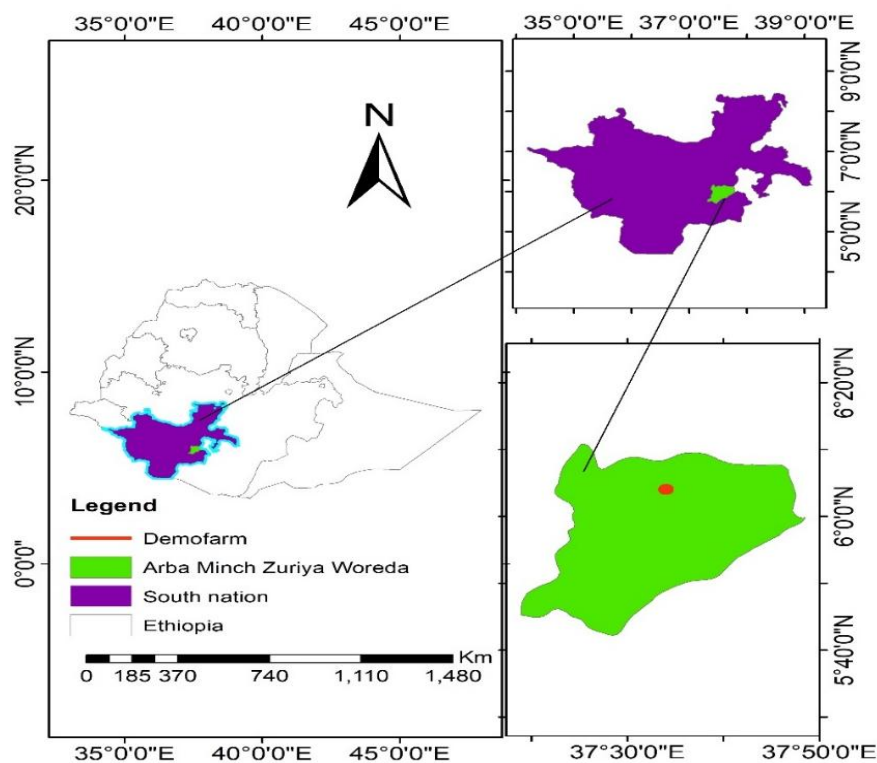 35°0'0"E 40°0'0"E 45°0'0"E
35°0'0"E 37°0'0"E 39°0'0"E
N
20°0'0"N
10°0'0"N
0°0'0"
9°0'0"N
7°0'0"N
5°0'0"N
6°20'0"N
6°0'0"N
5°40'0"N
Legend
Demofarm
Arba Minch Zuriya Woreda
South nation
Ethiopia
Km
0 185 370 740 1,110 1,480
35°0'0"E 40°0'0"E 45°0'0"E
37°30'0"E 37°50'0"E